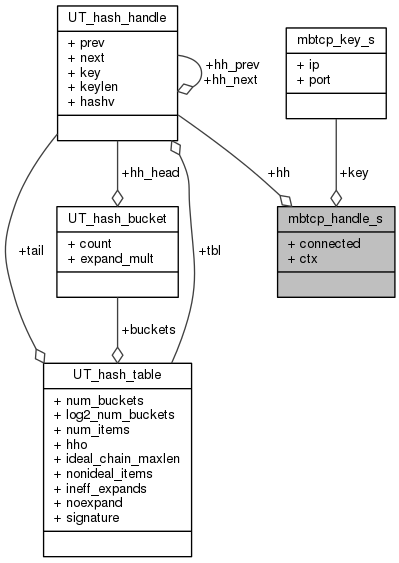 UT_hash_handle
+ prev
+ next
+ key
+ keylen
+ hashv
+hh_prev
+hh_next
mbtcp_key_s
+ ip
+ port
+hh_head
+hh
+key
UT_hash_bucket
+ count
+ expand_mult
mbtcp_handle_s
+ connected
+ ctx
+tail
+tbl
+buckets
UT_hash_table
+ num_buckets
+ log2_num_buckets
+ num_items
+ hho
+ ideal_chain_maxlen
+ nonideal_items
+ ineff_expands
+ noexpand
+ signature